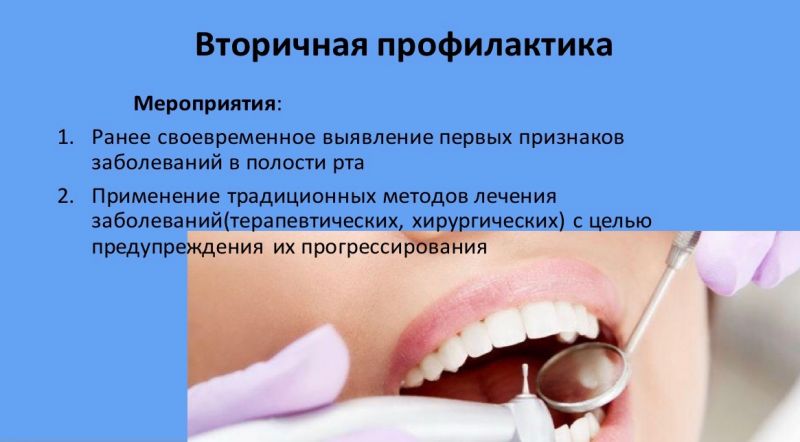 Вторичная профилактика
Мероприятия:
1. Ранее своевременное выявление первых признаков
заболеваний в полости рта
2. Применение традиционных методов лечения
заболеваний(терапевтических, хирургических) с целью
предупреждения их прогрессирования